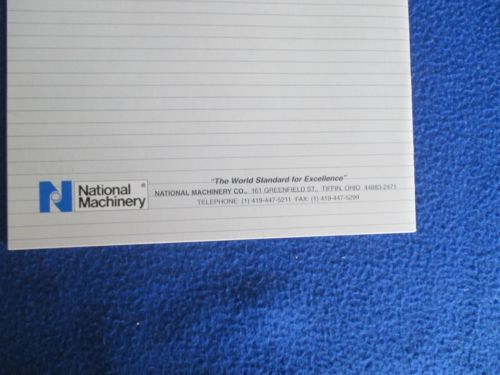 "The World Standard for Excellence"
National ®
Machinery
NATIONAL MACHINERY CO., 161 GREENFIELD ST., TIFFIN, OHIO 44883-2471
TELEPHONE: (1) 419-447-5211 FAX: (1) 419-447-5299